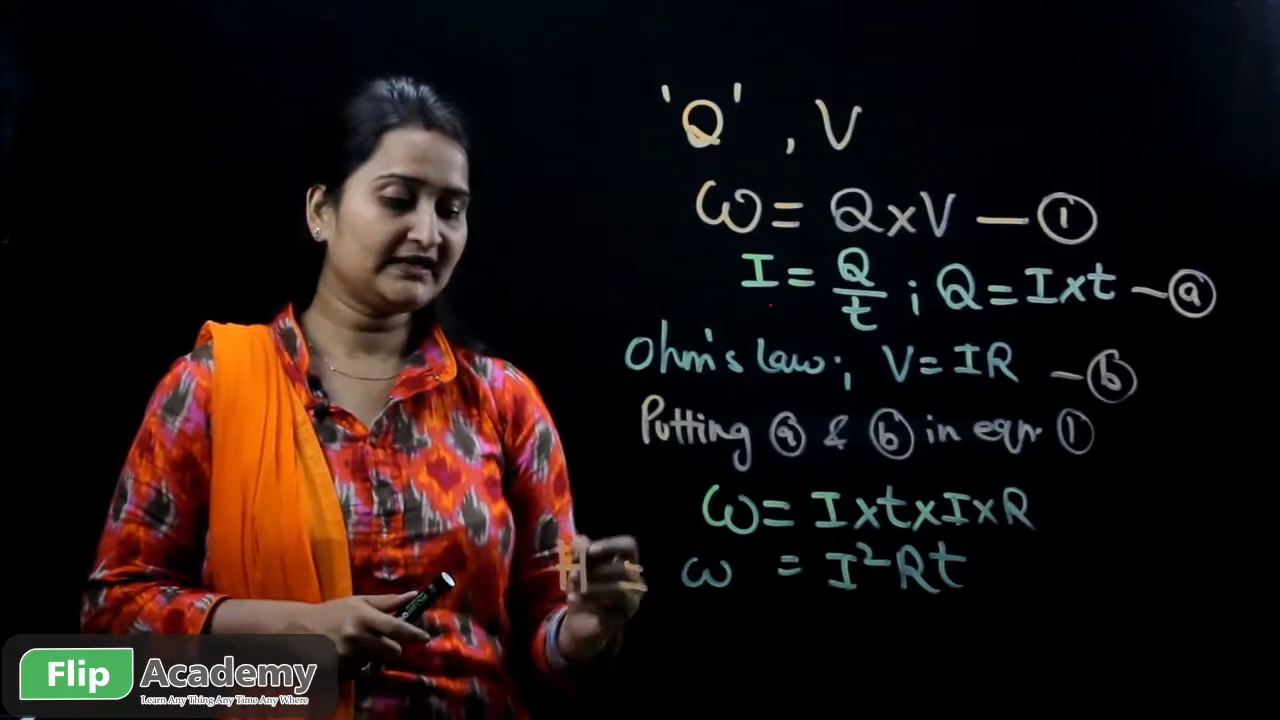 'Q' , V
ω = Q x V — ①
I = Q/t ; Q = I x t — ⓐ
Ohm's law ; V = IR — ⓑ
Putting ⓐ & ⓑ in eqn. ①
ω = I x t x I x R
H = ω = I²Rt
Flip Academy
Learn Any Thing Any Time Any Where